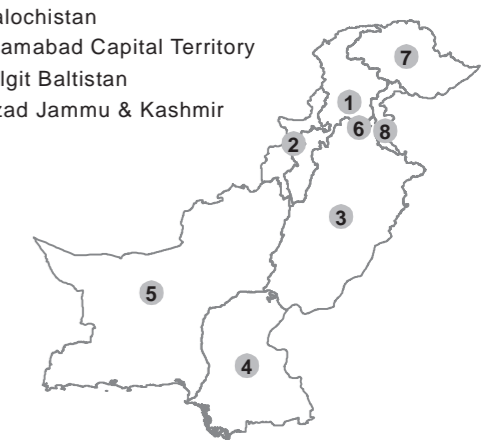 alochistan
amabad Capital Territory
lgit Baltistan
zad Jammu & Kashmir
7
1
6 8
2
3
5
4